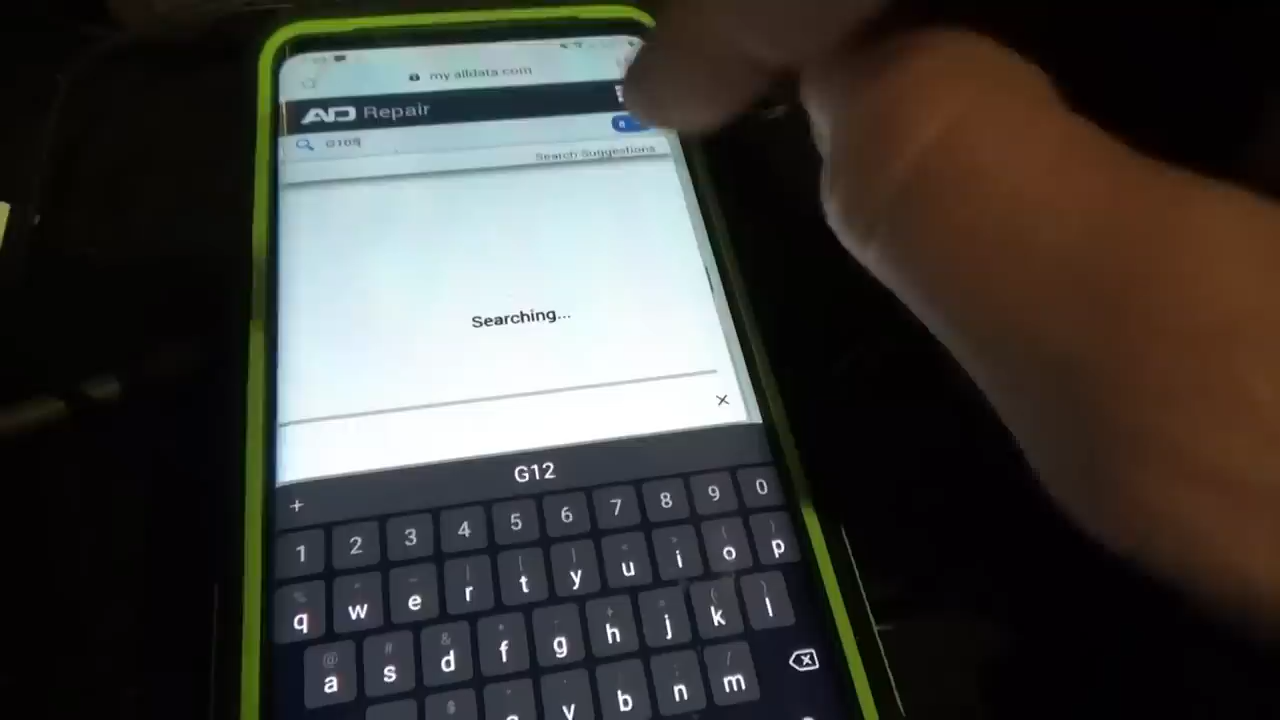 my.alldata.com
AD Repair
Search Suggestions
Searching...
×
G12
+
1 2 3 4 5 6 7 8 9 0
q w e r t y u i o p
a s d f g h j k l
v b n m